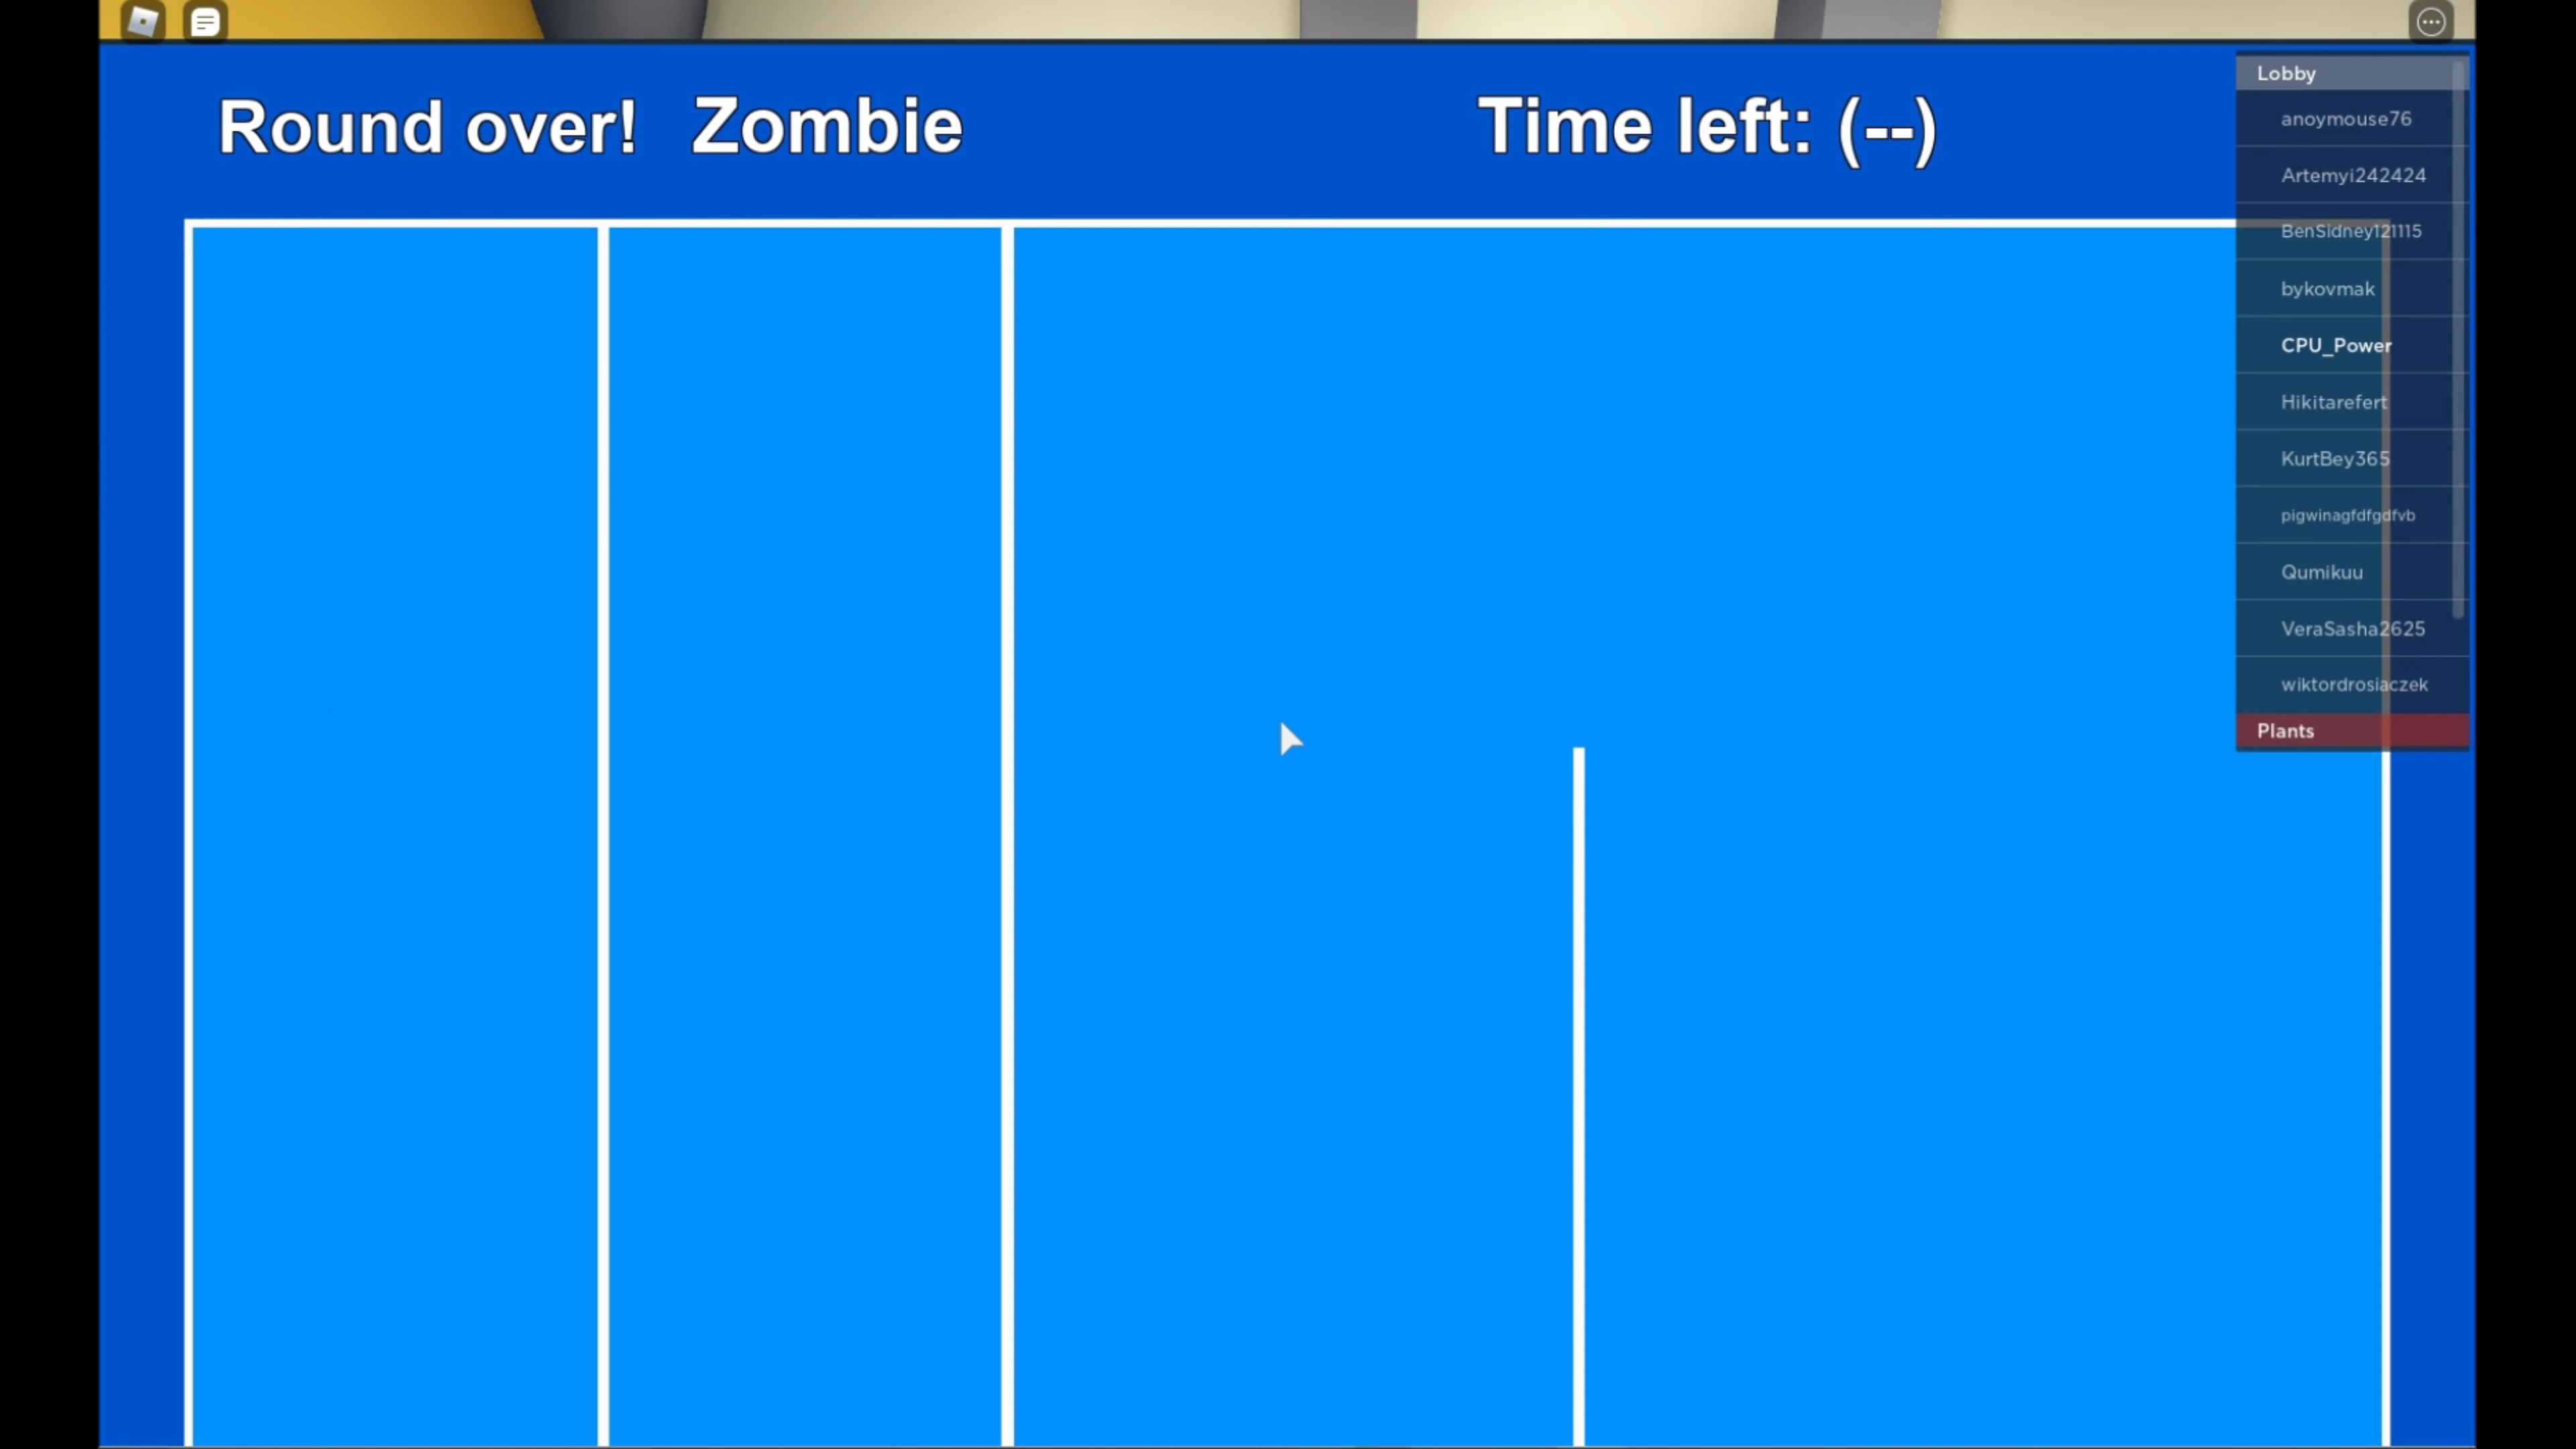 Round over! Zombie
Time left: (--)
Lobby
anoymouse76
Artemyi242424
BenSidney121115
bykovmak
CPU_Power
Hikitarefert
KurtBey365
pigwinagfdfgdfvb
Qumikuu
VeraSasha2625
wiktordrosiaczek
Plants